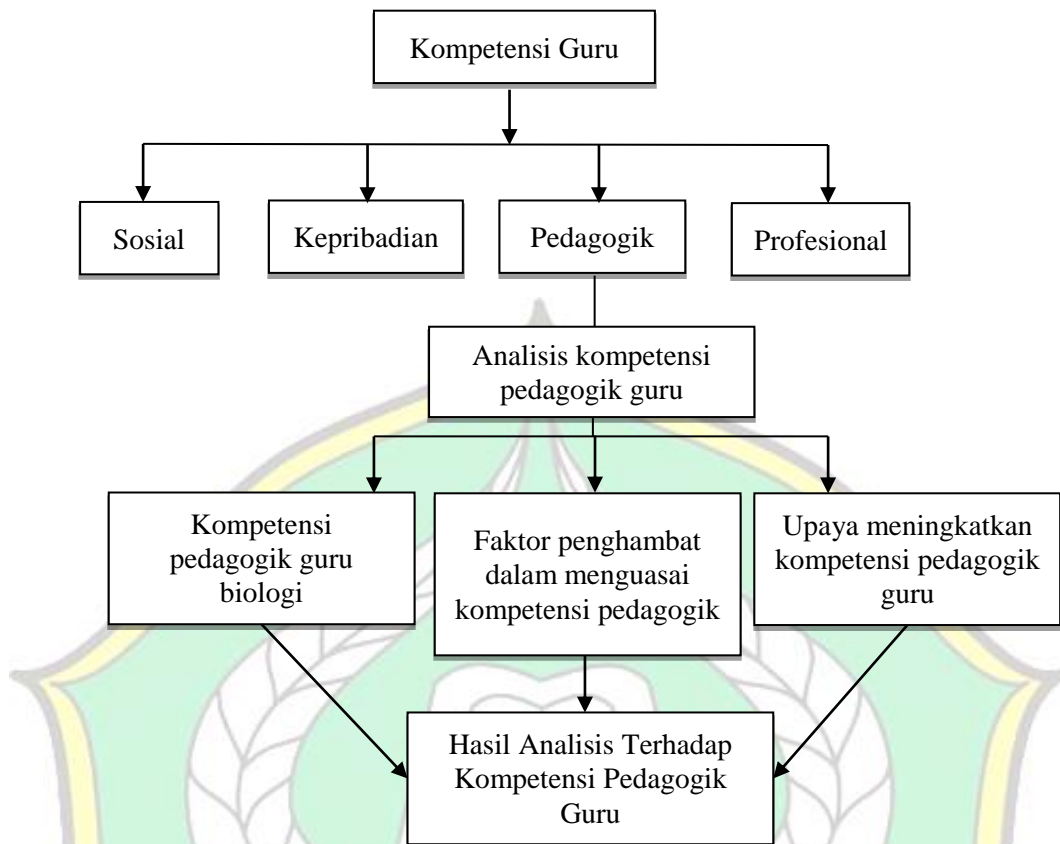 Kompetensi Guru
Sosial
Kepribadian
Pedagogik
Profesional
Analisis kompetensi
pedagogik guru
Kompetensi
pedagogik guru
biologi
Faktor penghambat
dalam menguasai
kompetensi pedagogik
Upaya meningkatkan
kompetensi pedagogik
guru
Hasil Analisis Terhadap
Kompetensi Pedagogik
Guru